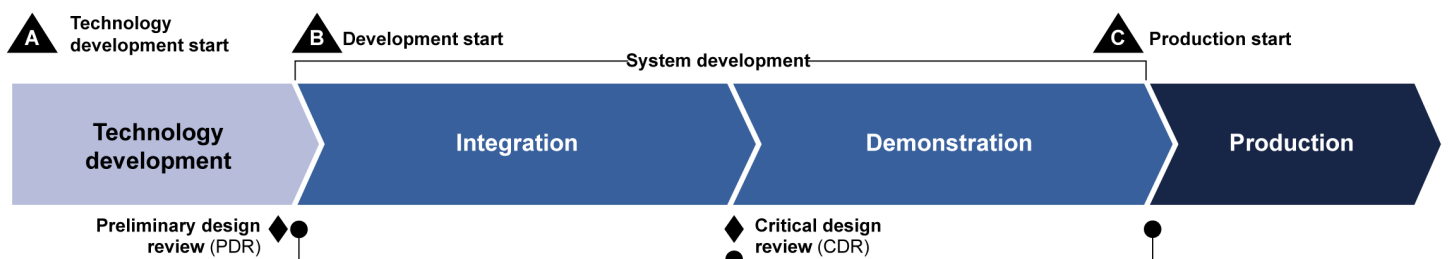 A
Technology
development start
B
Development start
C
Production start
System development
Technology
development
Integration
Demonstration
Production
Preliminary design
review (PDR)
Critical design
review (CDR)